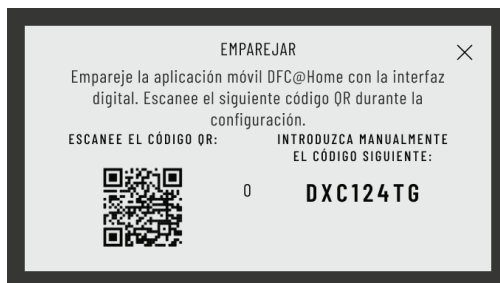 EMPAREJAR
Empareje la aplicación móvil DFC@Home con la interfaz
digital. Escanee el siguiente código QR durante la
configuración.
ESCANEE EL CÓDIGO QR:
O
INTRODUZCA MANUALMENTE
EL CÓDIGO SIGUIENTE:
DXC124TG